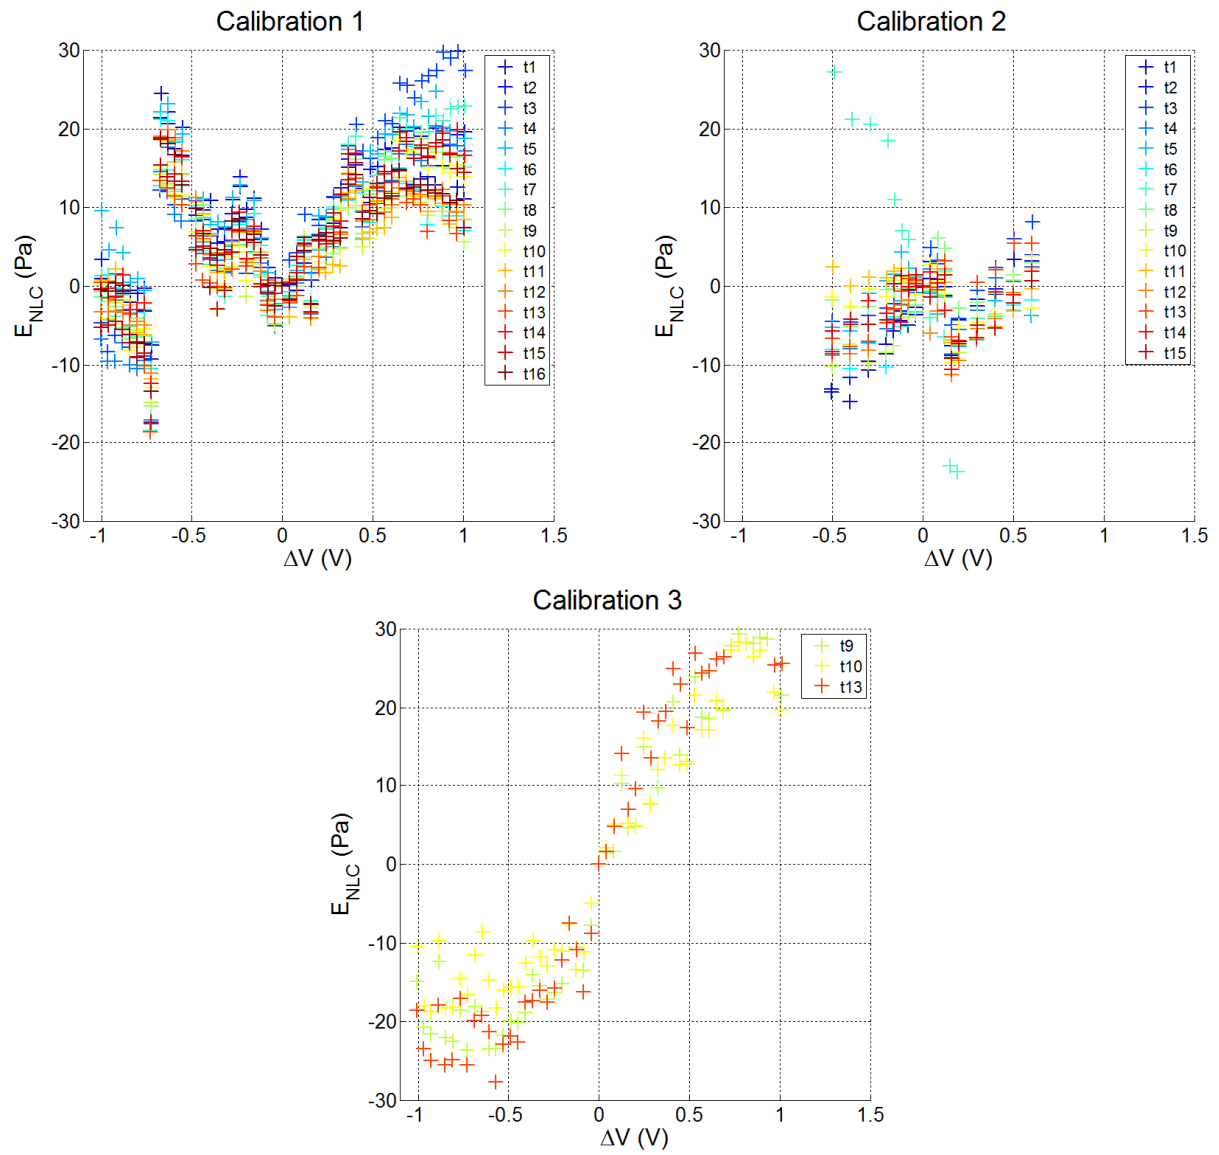 Calibration 1
30
20
10
0
-10
-20
-30
-1
-0.5
0
0.5
1
1.5
E_NLC (Pa)
ΔV (V)
t1
t2
t3
t4
t5
t6
t7
t8
t9
t10
t11
t12
t13
t14
t15
t16
Calibration 2
30
20
10
0
-10
-20
-30
-1
-0.5
0
0.5
1
1.5
E_NLC (Pa)
ΔV (V)
t1
t2
t3
t4
t5
t6
t7
t8
t9
t10
t11
t12
t13
t14
t15
Calibration 3
30
20
10
0
-10
-20
-30
-1
-0.5
0
0.5
1
1.5
E_NLC (Pa)
ΔV (V)
t9
t10
t13